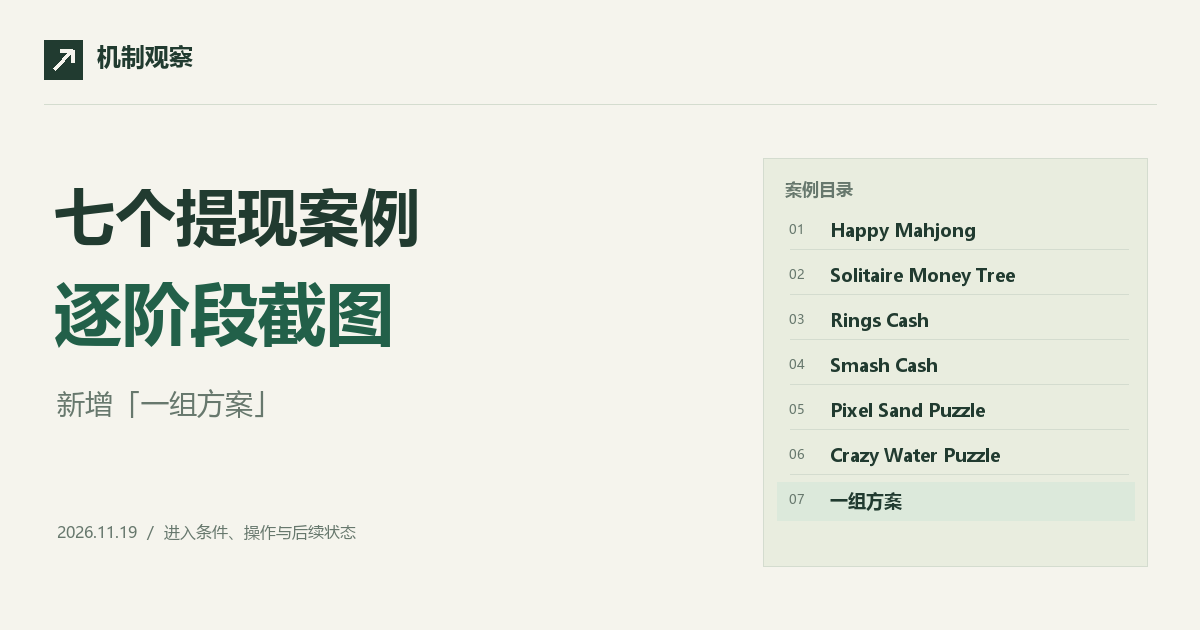 机制观察
七个提现案例
逐阶段截图
新增「一组方案」
2026.11.19 / 进入条件、操作与后续状态
案例目录
01 Happy Mahjong
02 Solitaire Money Tree
03 Rings Cash
04 Smash Cash
05 Pixel Sand Puzzle
06 Crazy Water Puzzle
07 一组方案